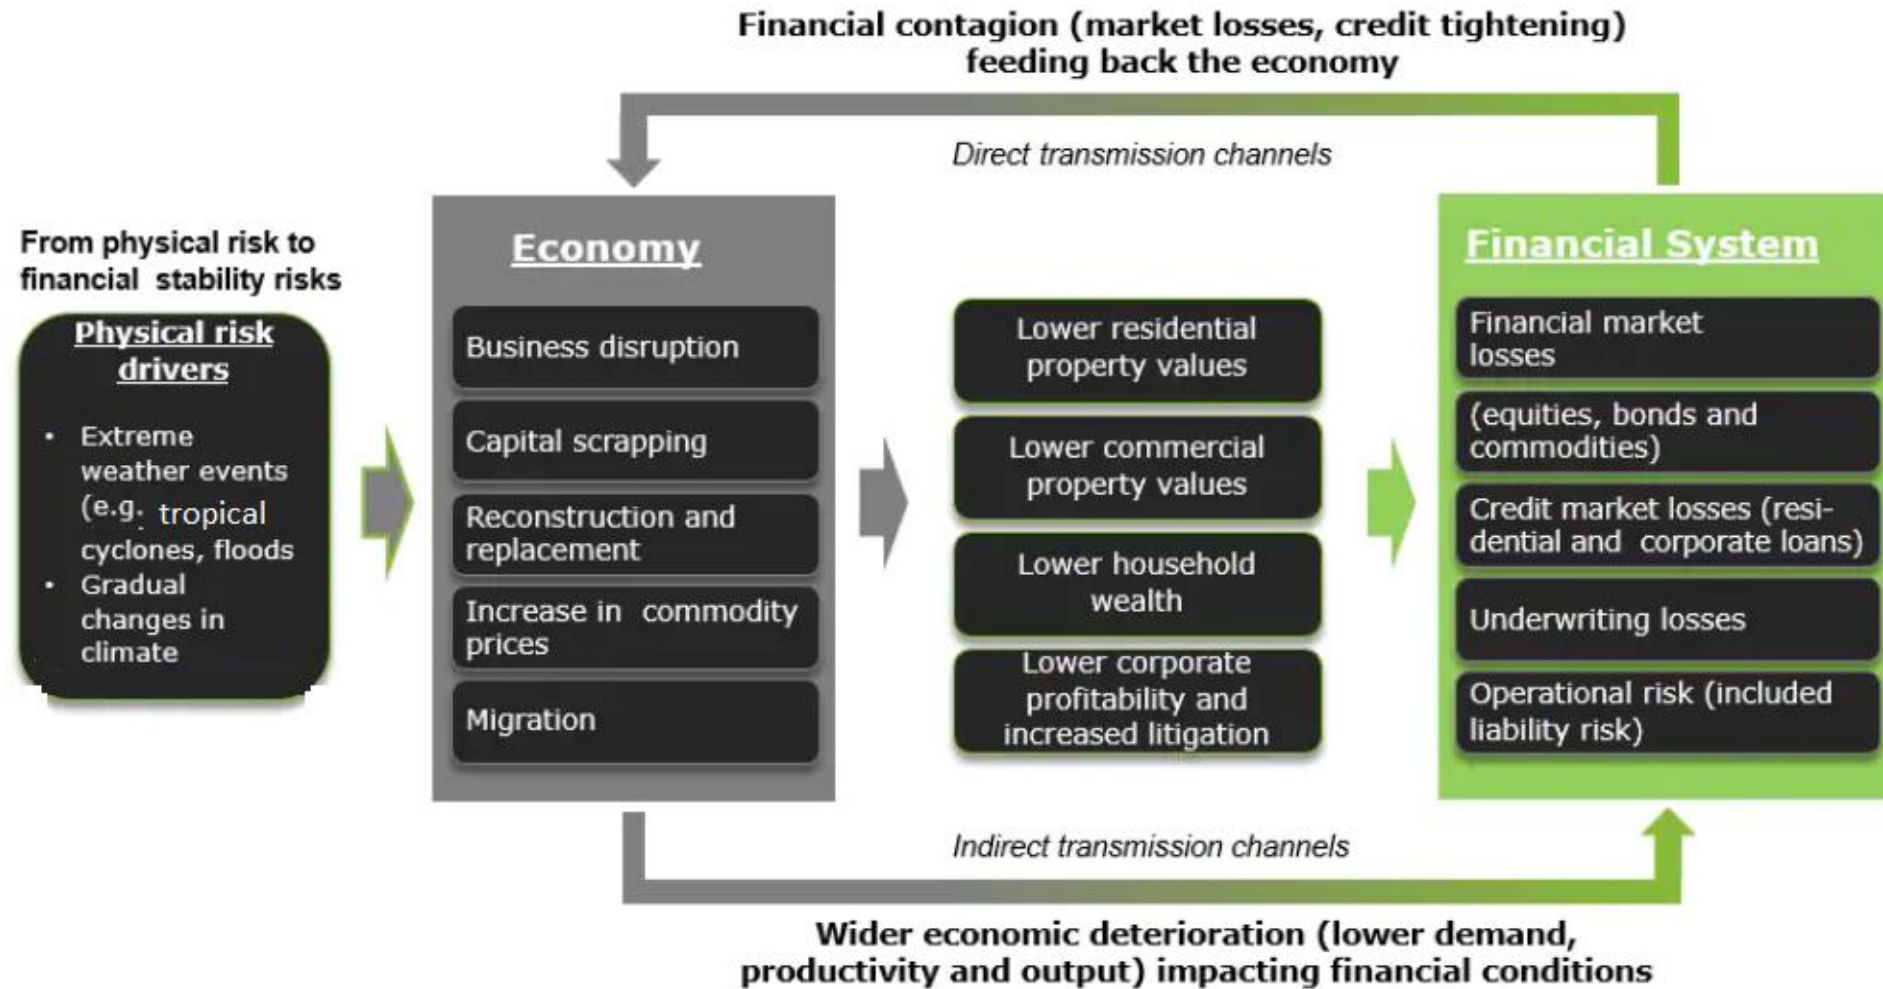 Financial contagion (market losses, credit tightening)
feeding back the economy
Direct transmission channels
From physical risk to
financial stability risks
Physical risk
drivers
• Extreme
weather events
(e.g. tropical
cyclones, floods
• Gradual
changes in
climate
Economy
Business disruption
Capital scrapping
Reconstruction and
replacement
Increase in commodity
prices
Migration
Lower residential
property values
Lower commercial
property values
Lower household
wealth
Lower corporate
profitability and
increased litigation
Financial System
Financial market
losses
(equities, bonds and
commodities)
Credit market losses (resi-
dential and corporate loans)
Underwriting losses
Operational risk (included
liability risk)
Indirect transmission channels
Wider economic deterioration (lower demand,
productivity and output) impacting financial conditions